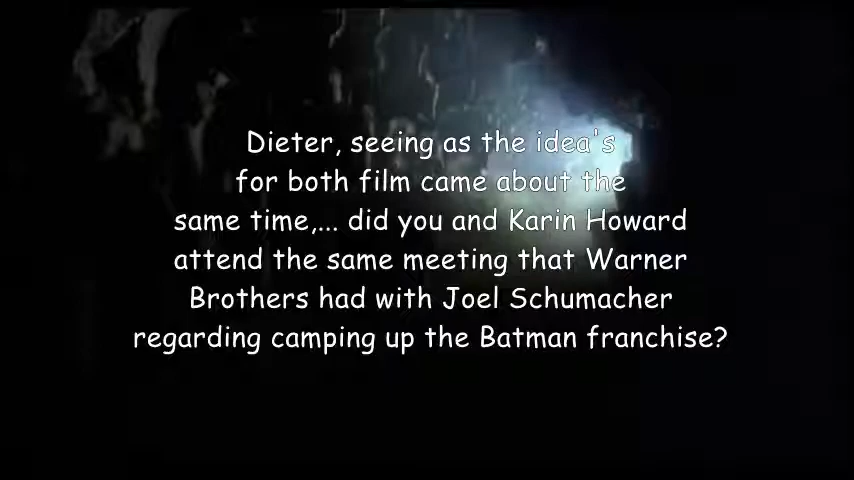 Dieter, seeing as the idea's
for both film came about the
same time,... did you and Karin Howard
attend the same meeting that Warner
Brothers had with Joel Schumacher
regarding camping up the Batman franchise?